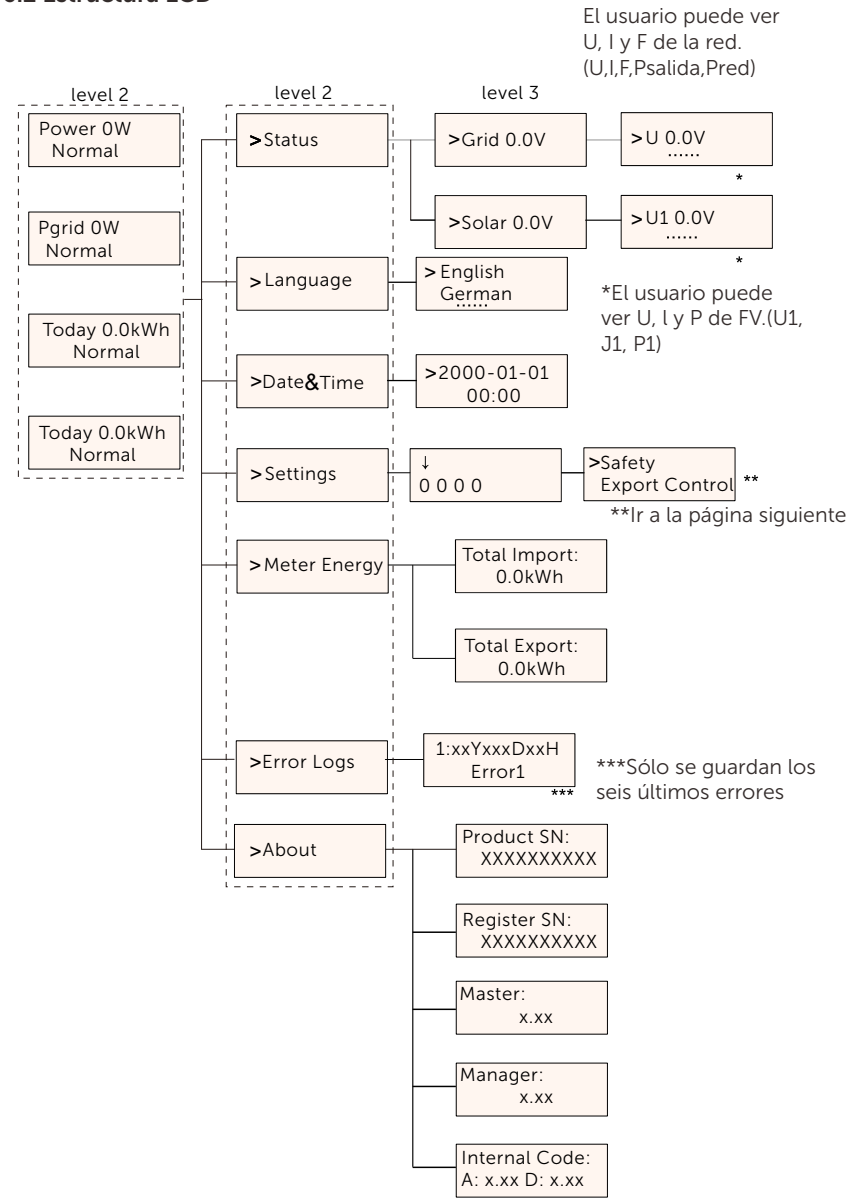 El usuario puede ver
U, I y F de la red.
(U,I,F,Psalida,Pred)
level 2
level 2
level 3
Power 0W
Normal
Pgrid 0W
Normal
Today 0.0kWh
Normal
Today 0.0kWh
Normal
>Status
>Grid 0.0V
>U 0.0V
......
*
>Solar 0.0V
>U1 0.0V
......
*
>Language
>English
German
......
*El usuario puede
ver U, l y P de FV.(U1,
J1, P1)
>Date&Time
>2000-01-01
00:00
>Settings
↓
0 0 0 0
>Safety
Export Control
**
**Ir a la página siguiente
>Meter Energy
Total Import:
0.0kWh
Total Export:
0.0kWh
>Error Logs
1:xxYxxxDxxH
Error1
***
***Sólo se guardan los
seis últimos errores
>About
Product SN:
XXXXXXXXXX
Register SN:
XXXXXXXXXX
Master:
x.xx
Manager:
x.xx
Internal Code:
A: x.xx D: x.xx